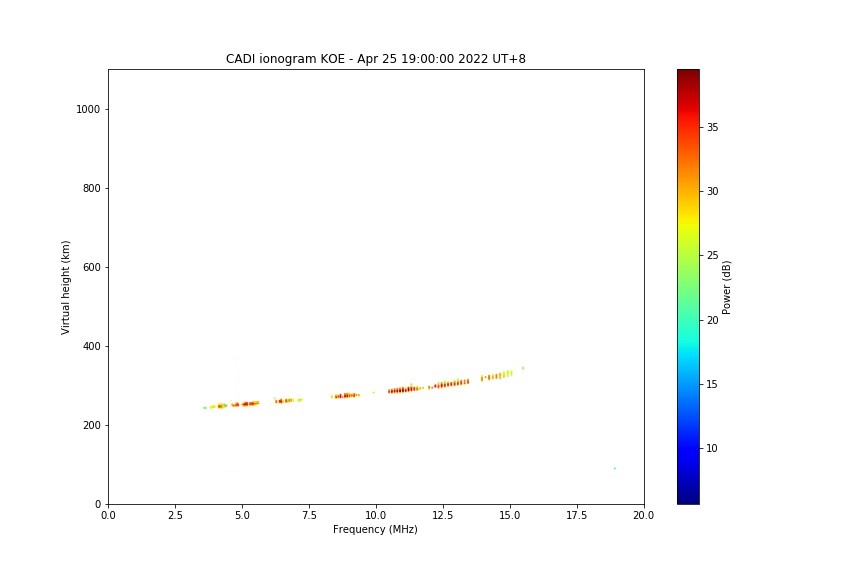 CADI ionogram KOE - Apr 25 19:00:00 2022 UT+8
1000
800
600
400
200
0
Virtual height (km)
0.0 2.5 5.0 7.5 10.0 12.5 15.0 17.5 20.0
Frequency (MHz)
35
30
25
20
15
10
Power (dB)